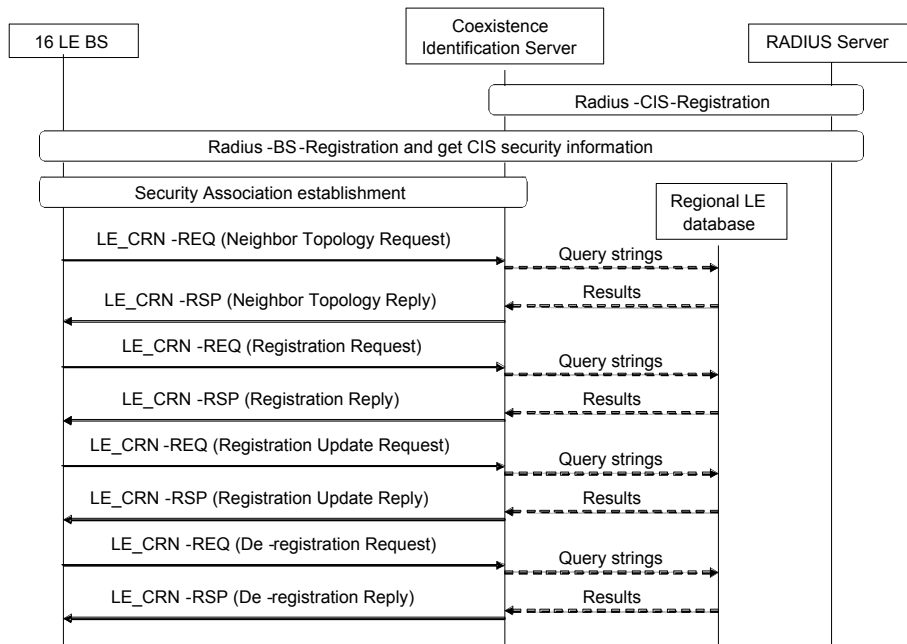 16 LE BS
Coexistence
Identification Server
RADIUS Server
Radius -CIS-Registration
Radius -BS -Registration and get CIS security information
Security Association establishment
Regional LE
database
LE_CRN -REQ (Neighbor Topology Request)
Query strings
Results
LE_CRN -RSP (Neighbor Topology Reply)
LE_CRN -REQ (Registration Request)
Query strings
LE_CRN -RSP (Registration Reply)
Results
LE_CRN -REQ (Registration Update Request)
Query strings
LE_CRN -RSP (Registration Update Reply)
Results
LE_CRN -REQ (De -registration Request)
Query strings
LE_CRN -RSP (De -registration Reply)
Results